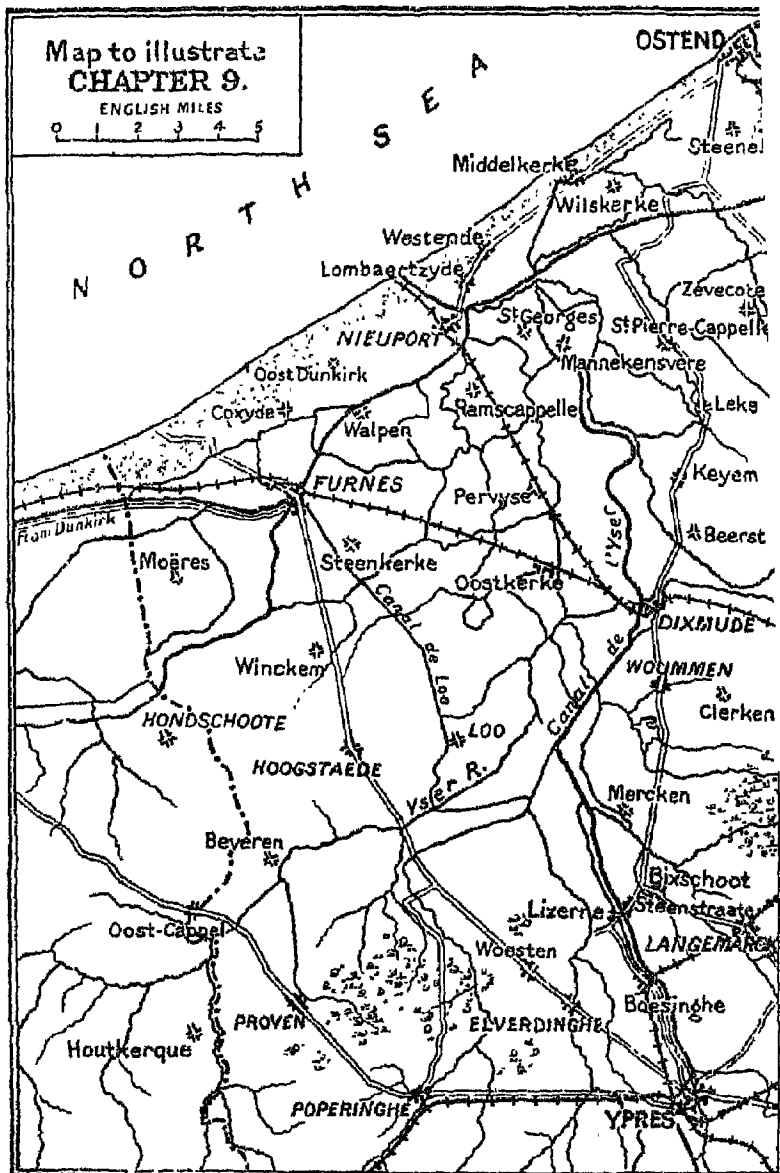 Map to illustrate
CHAPTER 9.
ENGLISH MILES
0 1 2 3 4 5
OSTEND
NORTH SEA
Steenel
Middelkerke
Wilskerke
Westende
Lombaertzyde
Zevecote
St Georges
St Pierre-Cappelle
NIEUPORT
Mannekensvere
Oost Dunkirk
Coxyde
Walpen
Ramscappelle
Leke
FURNES
Pervyse
Keyem
From Dunkirk
l'Yser
Beerst
Moëres
Steenkerke
Oostkerke
Canal de Loo
DIXMUDE
Winckem
WOUMMEN
Canal de
Clerken
HONDSCHOOTE
LOO
HOOGSTAEDE
Yser R.
Mercken
Beveren
Bixschoot
Lizerne
Steenstraate
Oost-Cappel
Woesten
LANGEMARCK
Boesinghe
PROVEN
ELVERDINGHE
Houtkerque
POPERINGHE
YPRES